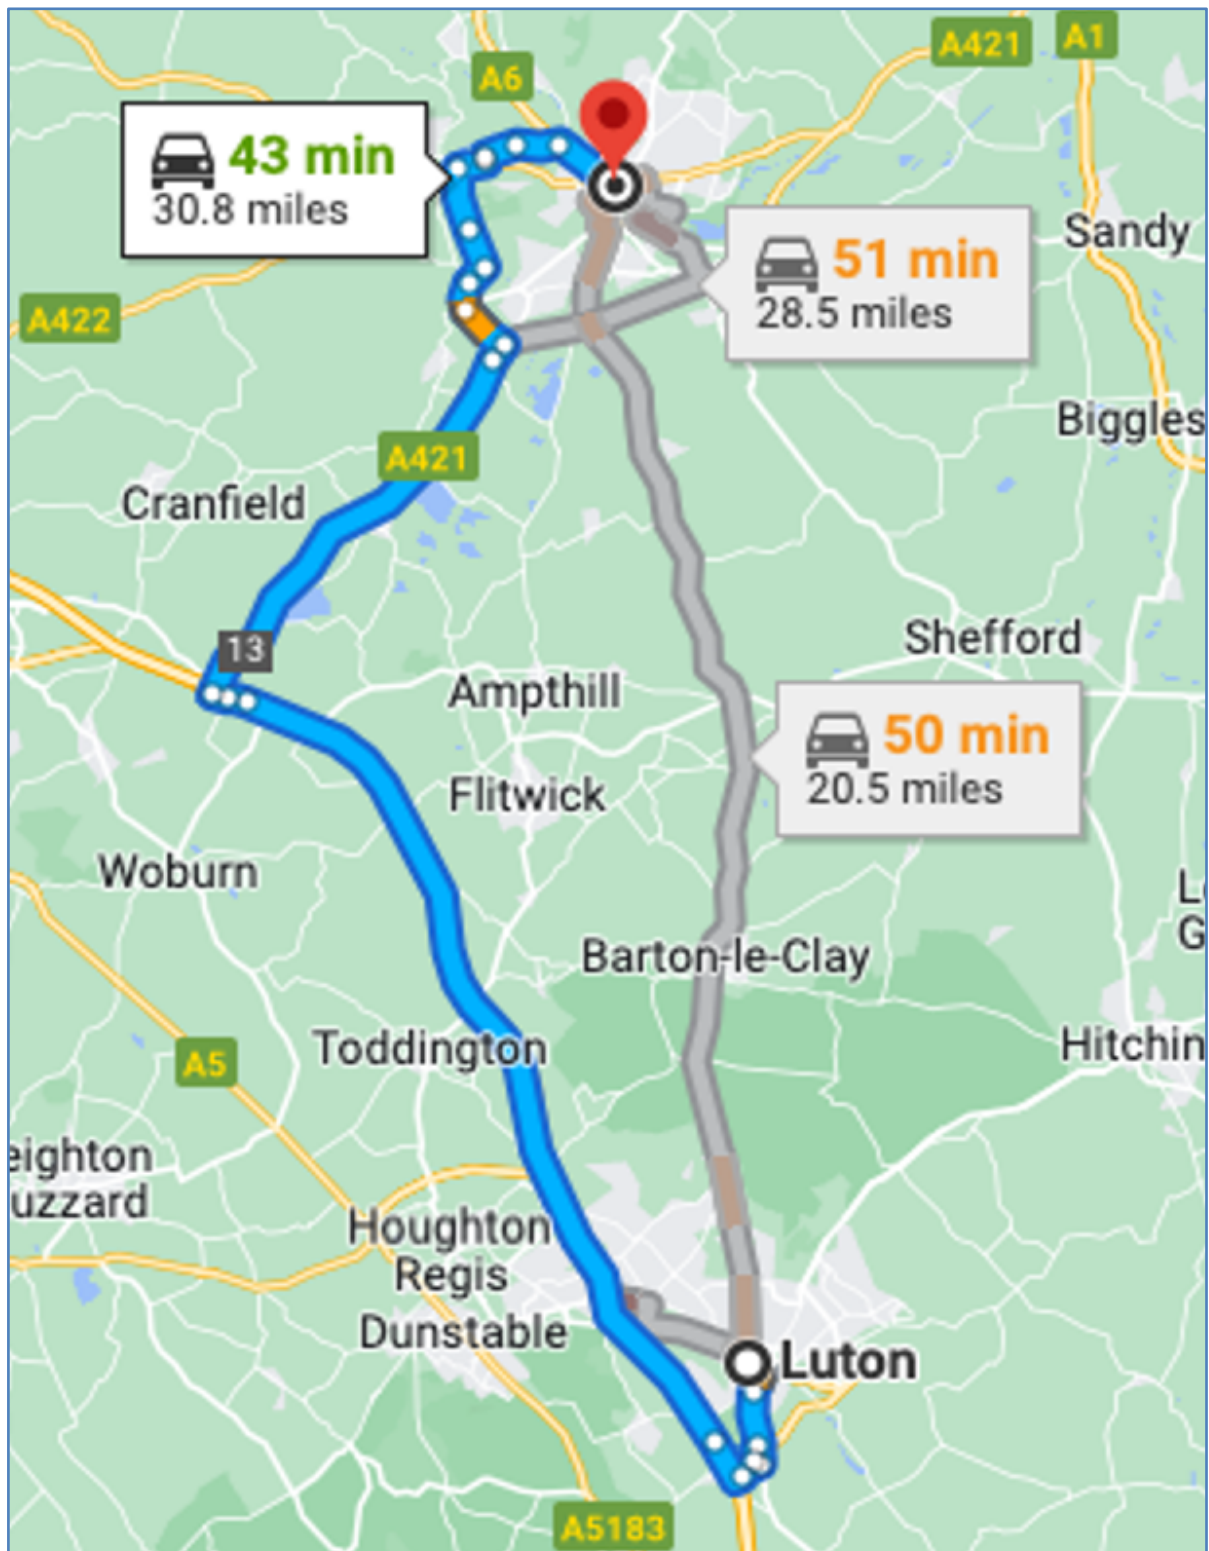 A421
A1
A6
43 min
30.8 miles
Sandy
51 min
28.5 miles
A422
Biggles
A421
Cranfield
13
Shefford
Ampthill
50 min
20.5 miles
Flitwick
Woburn
L
G
Barton-le-Clay
Toddington
Hitchin
A5
eighton
uzzard
Houghton
Regis
Dunstable
Luton
A5183